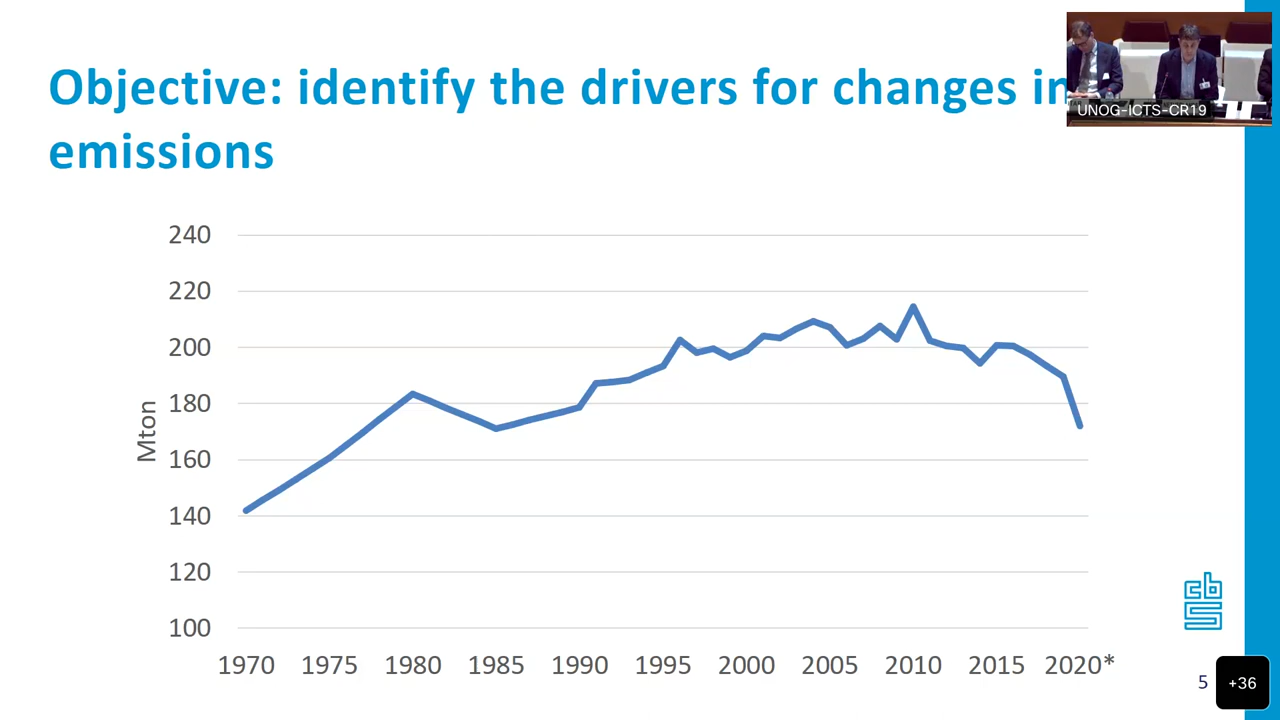 Objective: identify the drivers for changes in
emissions
UNOG-ICTS-CR19
240
220
200
180
160
140
120
100
Mton
1970 1975 1980 1985 1990 1995 2000 2005 2010 2015 2020*
cbs
5
+36